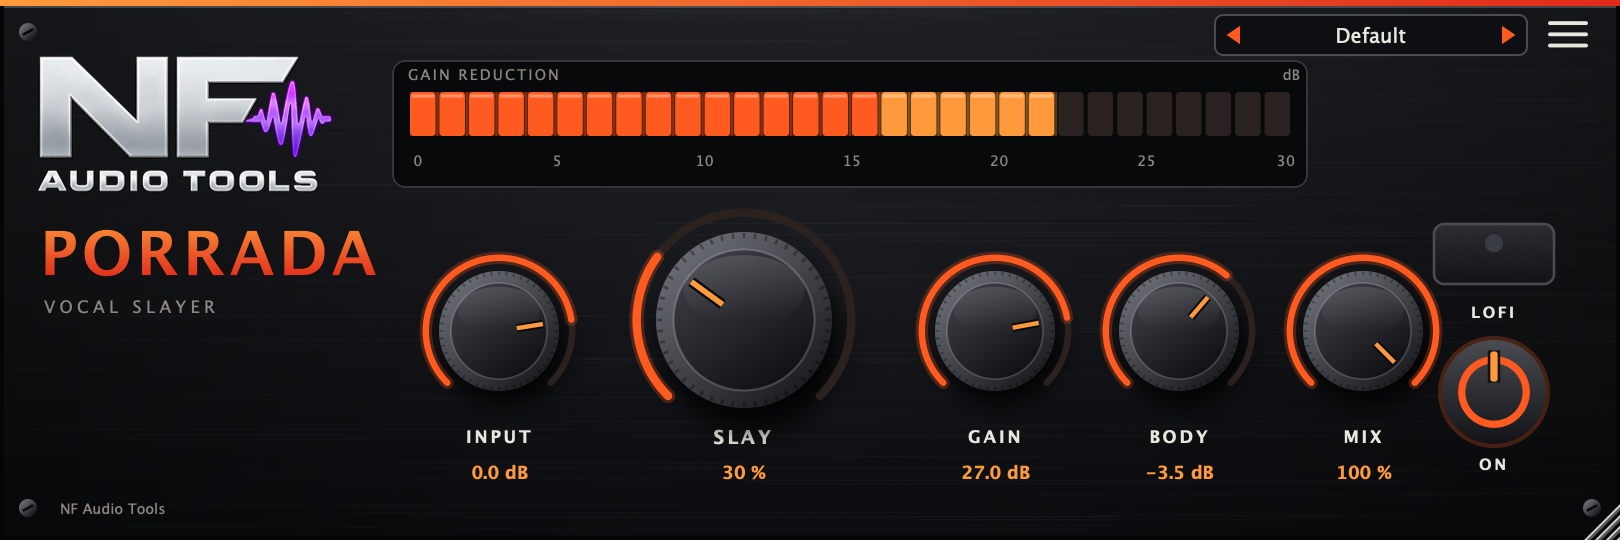 Default
NF
AUDIO TOOLS
GAIN REDUCTION dB
0 5 10 15 20 25 30
PORRADA
VOCAL SLAYER
LOFI
INPUT SLAY GAIN BODY MIX
0.0 dB 30 % 27.0 dB −3.5 dB 100 %
ON
NF Audio Tools